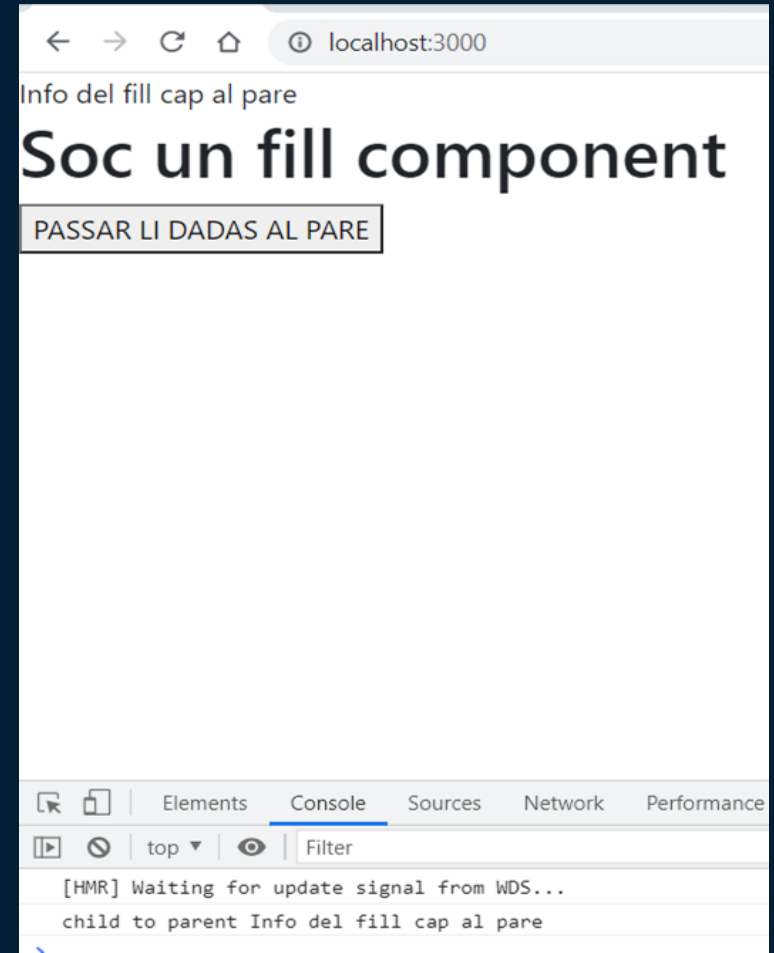 localhost:3000
Info del fill cap al pare
Soc un fill component
PASSAR LI DADAS AL PARE
Elements Console Sources Network Performance
top Filter
[HMR] Waiting for update signal from WDS...
child to parent Info del fill cap al pare